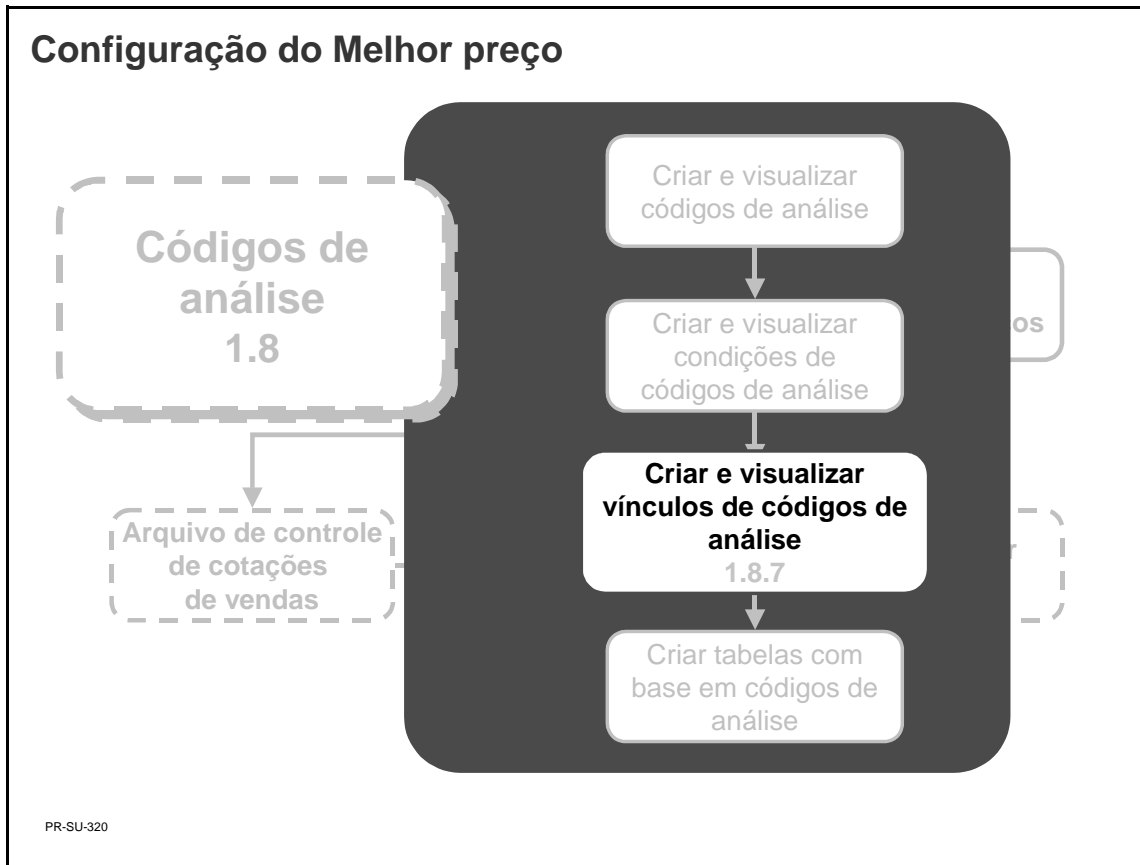 Configuração do Melhor preço
Códigos de
análise
1.8
Criar e visualizar
códigos de análise
Criar e visualizar
condições de
códigos de análise
Criar e visualizar
vínculos de códigos de
análise
1.8.7
Criar tabelas com
base em códigos de
análise
Arquivo de controle
de cotações
de vendas
PR-SU-320